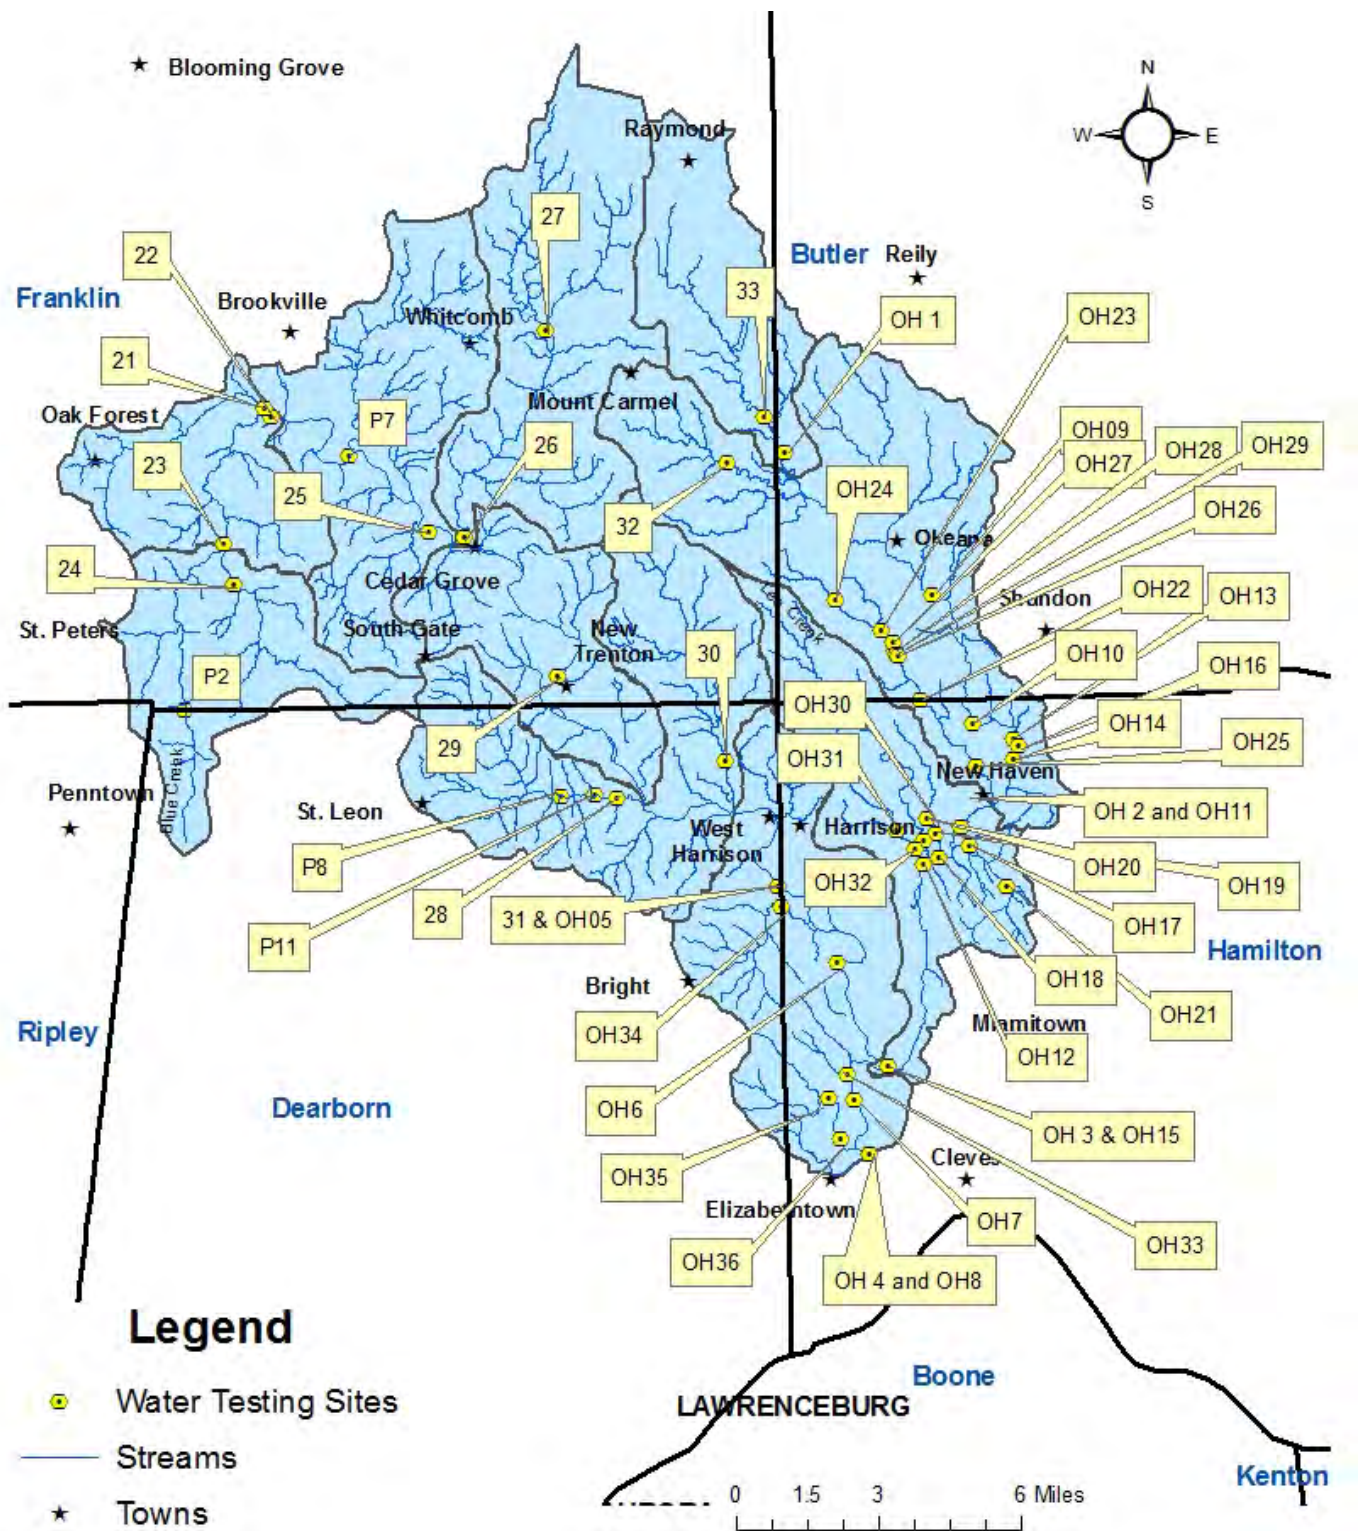 Blooming Grove
N
W
E
S
Raymond
27
22
Butler
Reily
Franklin
Brookville
33
Whitcomb
OH 1
OH23
21
Oak Forest
Mount Carmel
P7
26
OH09
OH28
OH29
23
OH27
25
OH24
OH26
32
Okeana
24
Cedar Grove
OH22
OH13
Shandon
St. Peters
South Gate
New
Trenton
30
OH10
OH16
P2
OH30
OH14
29
OH31
OH25
New Haven
Blue Creek
Penntown
St. Leon
OH 2 and OH11
West
Harrison
Harrison
P8
OH20
OH32
OH19
28
31 & OH05
OH17
P11
Hamilton
Bright
OH18
OH21
Miamitown
OH34
OH12
Ripley
Dearborn
OH6
OH 3 & OH15
OH35
Cleves
Elizabethtown
OH7
OH33
OH36
OH 4 and OH8
Legend
Boone
Water Testing Sites
LAWRENCEBURG
Streams
Kenton
0 1.5 3 6 Miles
Towns